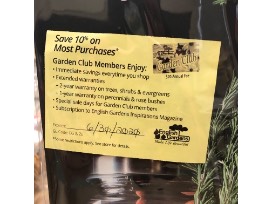 Save 10% on
Most Purchases*
Garden Club
Garden Club Members Enjoy:
• Immediate savings everytime you shop
• Extended warranties
- 2-year warranty on trees, shrubs & evergreens
- 1-year warranty on perennials & rose bushes
• Special sale days for Garden Club members
• Subscription to English Gardens Inspirations Magazine
English
Gardens